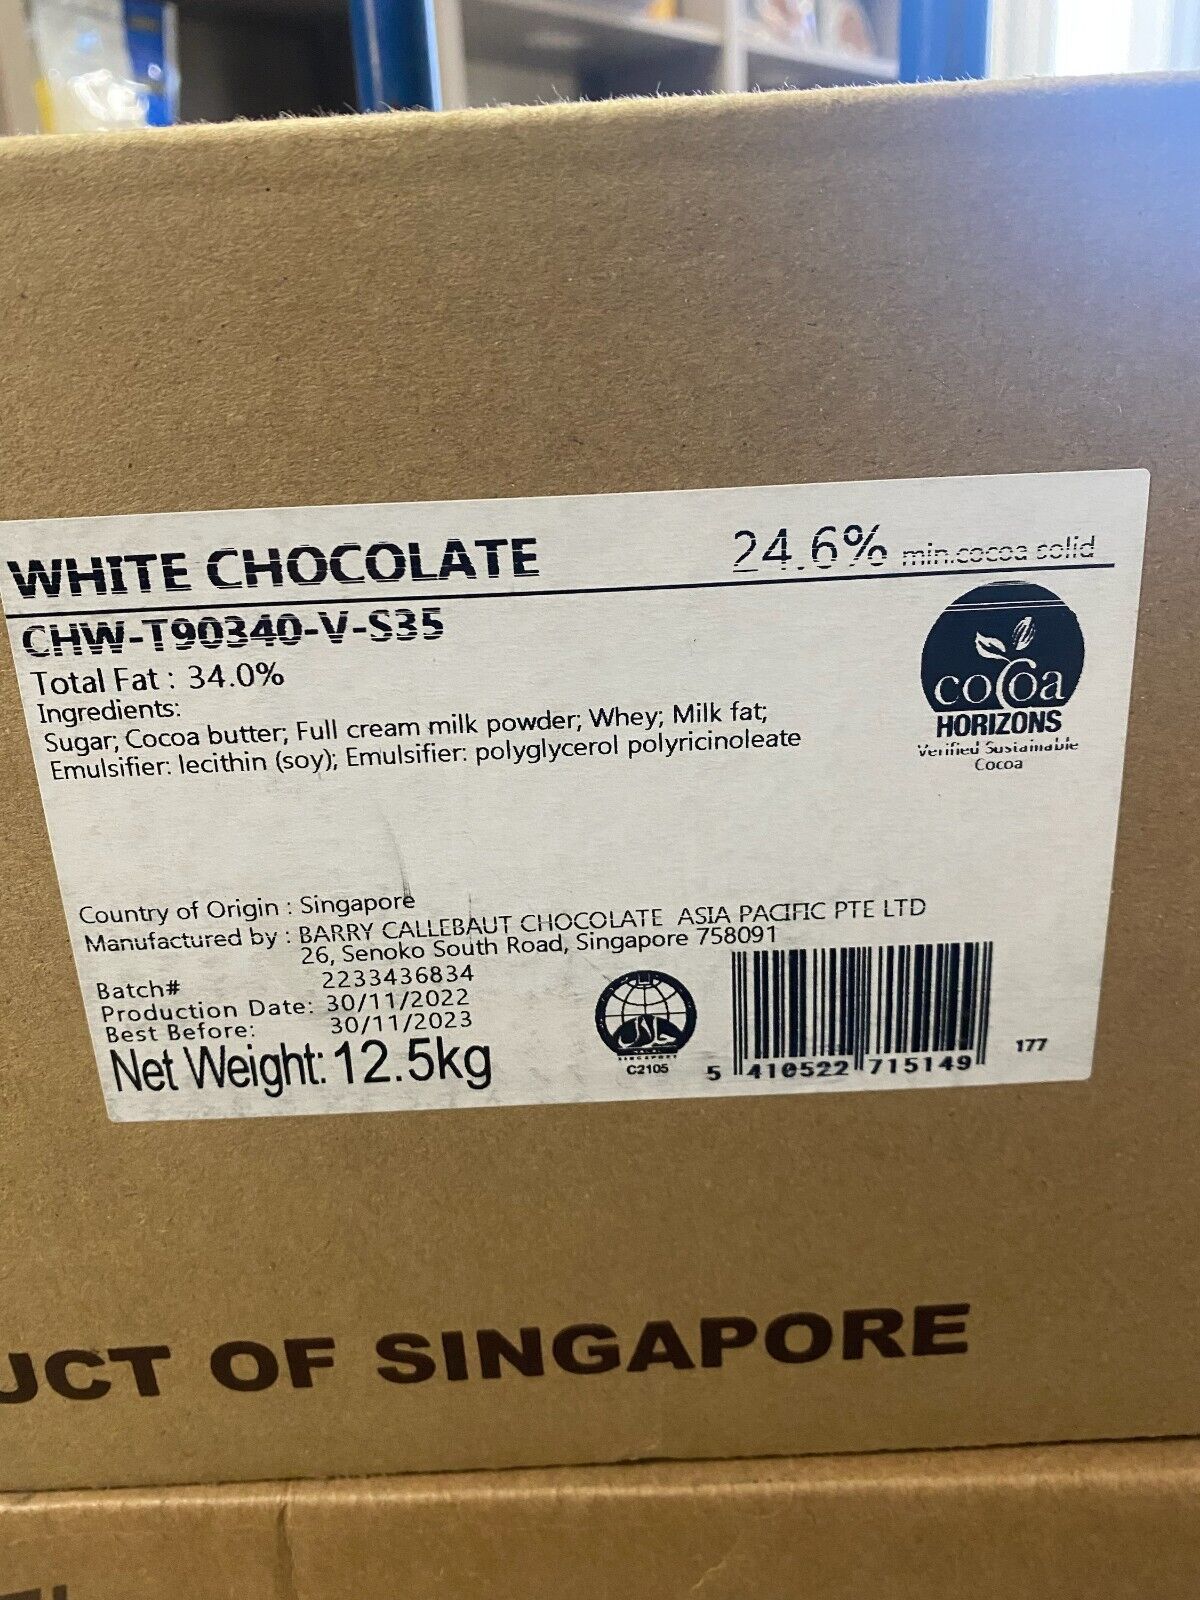 WHITE CHOCOLATE
24.6% min.cocoa solid
CHW-T90340-V-S35
Total Fat : 34.0%
Ingredients:
Sugar; Cocoa butter; Full cream milk powder; Whey; Milk fat;
Emulsifier: lecithin (soy); Emulsifier: polyglycerol polyricinoleate
cocoa
HORIZONS
Verified Sustainable
Cocoa
Country of Origin : Singapore
Manufactured by : BARRY CALLEBAUT CHOCOLATE ASIA PACIFIC PTE LTD
26, Senoko South Road, Singapore 758091
Batch# 2233436834
Production Date: 30/11/2022
Best Before: 30/11/2023
Net Weight: 12.5kg
حلال
SINGAPORE
C2105
5 410522 715149
177
UCT OF SINGAPORE